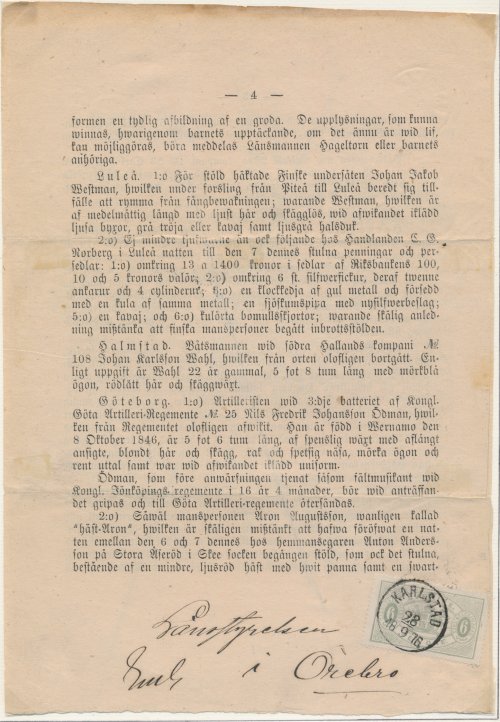 — 4 —
formen en tydlig afbildning af en groda. De upplysningar, som kunna
winnas, hwarigenom barnets upptäckande, om det ännu är wid lif,
kan möjliggöras, böra meddelas Länsmannen Hageltorn eller barnets
anhöriga.
Luleå. 1:o För stöld häktade Finske undersåten Johan Jakob
Westman, hwilken under forsling från Piteå till Luleå beredt sig till-
fälle att rymma från fångbewakningen; warande Westman, hwilken är
af medelmåttig längd med ljust hår och skägglös, wid afwikandet iklädd
ljusa byxor, grå tröja eller kavaj samt ljusgrå halsduk.
2:o) Ej mindre tjufwarne än ock följande hos Handlanden C. G.
Norberg i Luleå natten till den 7 dennes stulna penningar och per-
sedlar: 1:o) omkring 13 a 1400 kronor i sedlar af Riksbankens 100,
10 och 5 kronors valör; 2:o) omkring 6 st. silfverfickur, deraf twenne
ankarur och 4 cylinderur; 3:o) en klockkedja af gul metall och försedd
med en kula af samma metall; en sjöskumspipa med nysilfwerbeslag;
5:o) en kavaj; och 6:o) kulörta bomullsskjortor; warande skälig anled-
ning misstänka att finska manspersoner begått inbrottsstölden.
Halmstad. Båtsmannen wid södra Hallands kompani №
108 Johan Karlsson Wahl, hwilken från orten olofligen bortgått. En-
ligt uppgift är Wahl 22 år gammal, 5 fot 8 tum lång med mörkblå
ögon, rödlätt hår och skäggwäxt.
Göteborg. 1:o) Artilleristen wid 3:dje batteriet af Kongl.
Göta Artilleri-Regemente № 25 Nils Fredrik Johansson Ödman, hwil-
ken från Regementet olofligen afwikit. Han är född i Wernamo den
8 Oktober 1846, är 5 fot 6 tum lång, af spenslig wäxt med aflångt
ansigte, blondt hår och skägg, rak och spetsig näsa, mörka ögon och
rent uttal samt war wid afwikandet iklädd uniform.
Ödman, som före anwärfningen tjenat såsom fältmusikant wid
Kongl. Jönköpings regemente i 16 år 4 månader, bör wid anträffan-
det gripas och till Göta Artilleri-regemente återsändas.
2:o) Såwäl manspersonen Aron Augustsson, wanligen kallad
"häst-Aron", hwilken är skäligen misstänkt att hafwa föröfwat en nat-
ten emellan den 6 och 7 dennes hos hemmansegaren Anton Anders-
son på Stora Aseröd i Skee socken begången stöld, som ock det stulna,
bestående af en mindre, ljusröd häst med hwit panna samt en swart-
Länsstyrelsen
i Örebro
KARLSTAD
28
9 76
6
6